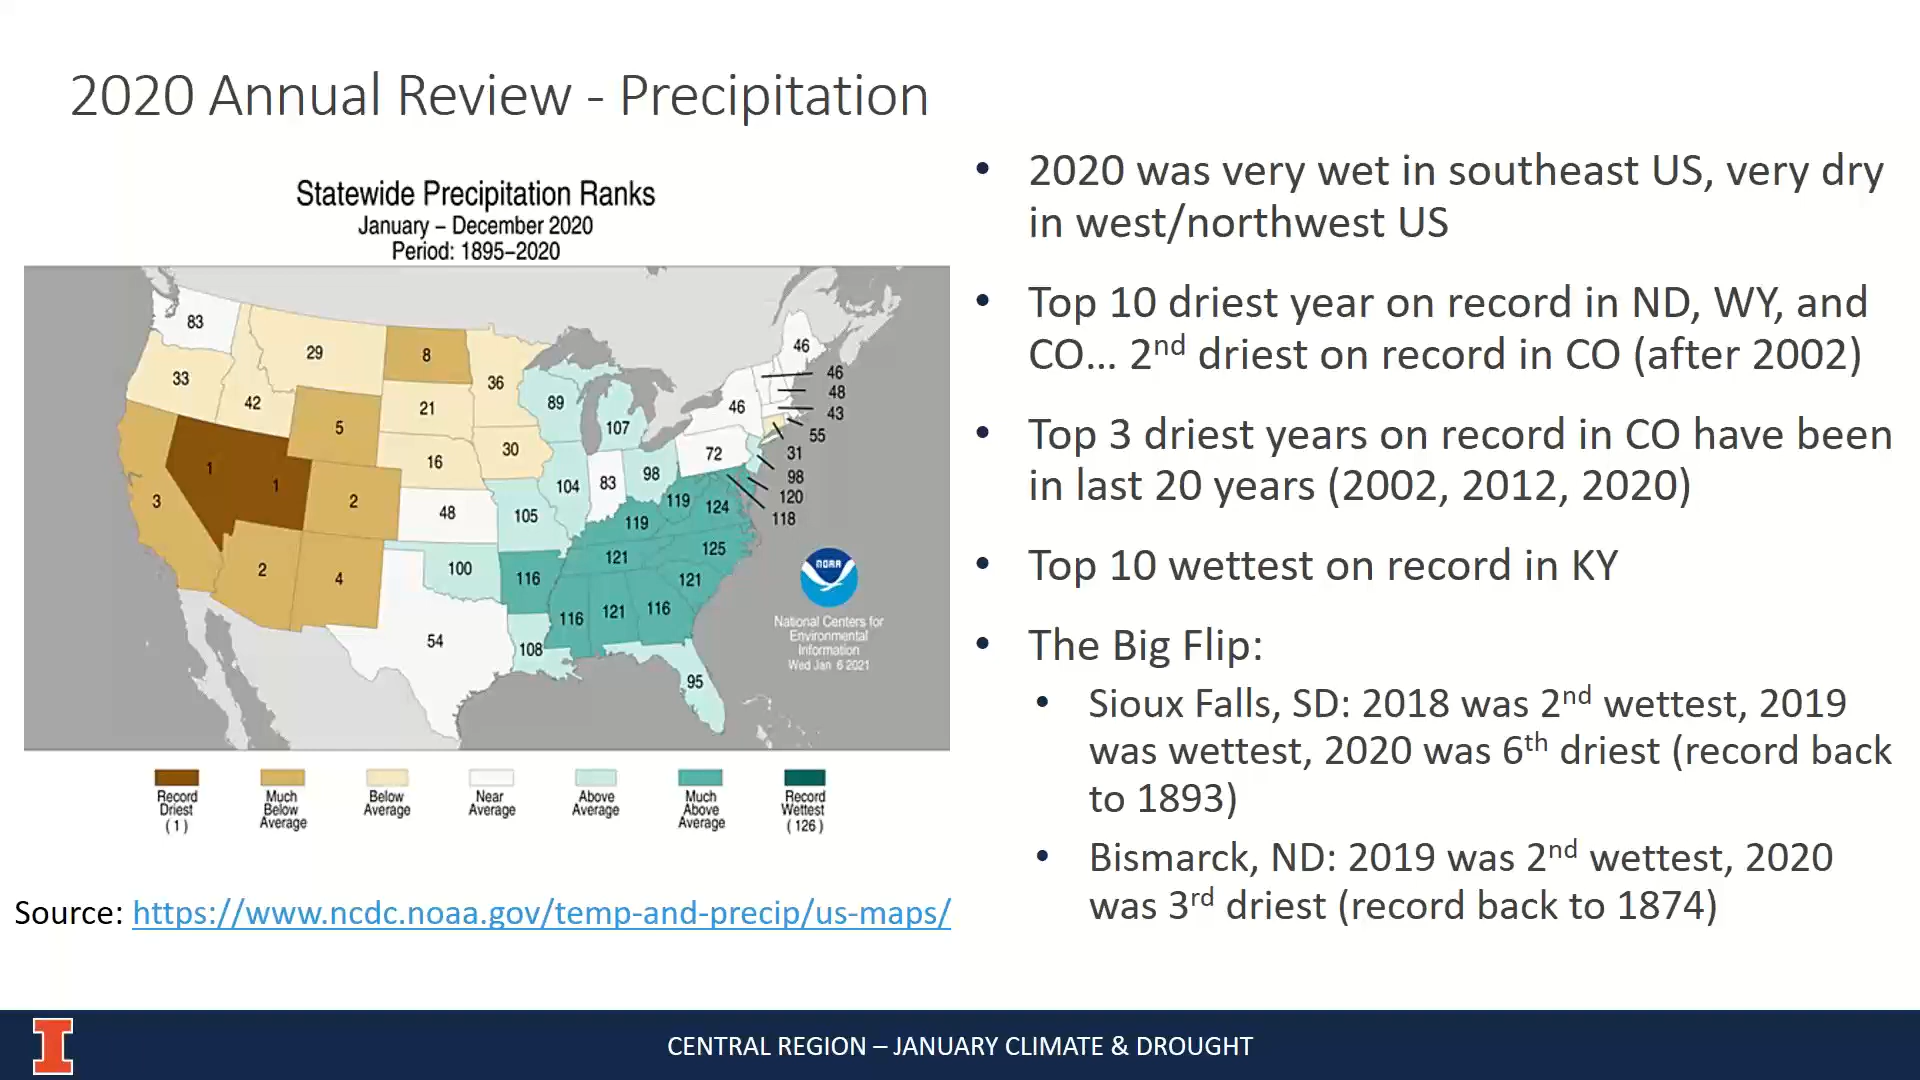 2020 Annual Review - Precipitation
Statewide Precipitation Ranks
January – December 2020
Period: 1895–2020
83
29
8
36
46
33
42
5
21
89
107
46
46
48
43
55
31
72
98
120
118
1
1
3
2
16
30
48
104
83
98
105
119
119
124
2
4
100
116
121
125
121
54
108
116
121
116
95
NOAA
National Centers for
Environmental
Information
Wed Jan 6 2021
Record
Driest
(1)
Much
Below
Average
Below
Average
Near
Average
Above
Average
Much
Above
Average
Record
Wettest
(126)
Source: https://www.ncdc.noaa.gov/temp-and-precip/us-maps/
• 2020 was very wet in southeast US, very dry
in west/northwest US
• Top 10 driest year on record in ND, WY, and
CO... 2nd driest on record in CO (after 2002)
• Top 3 driest years on record in CO have been
in last 20 years (2002, 2012, 2020)
• Top 10 wettest on record in KY
• The Big Flip:
• Sioux Falls, SD: 2018 was 2nd wettest, 2019
was wettest, 2020 was 6th driest (record back
to 1893)
• Bismarck, ND: 2019 was 2nd wettest, 2020
was 3rd driest (record back to 1874)
I
CENTRAL REGION – JANUARY CLIMATE & DROUGHT